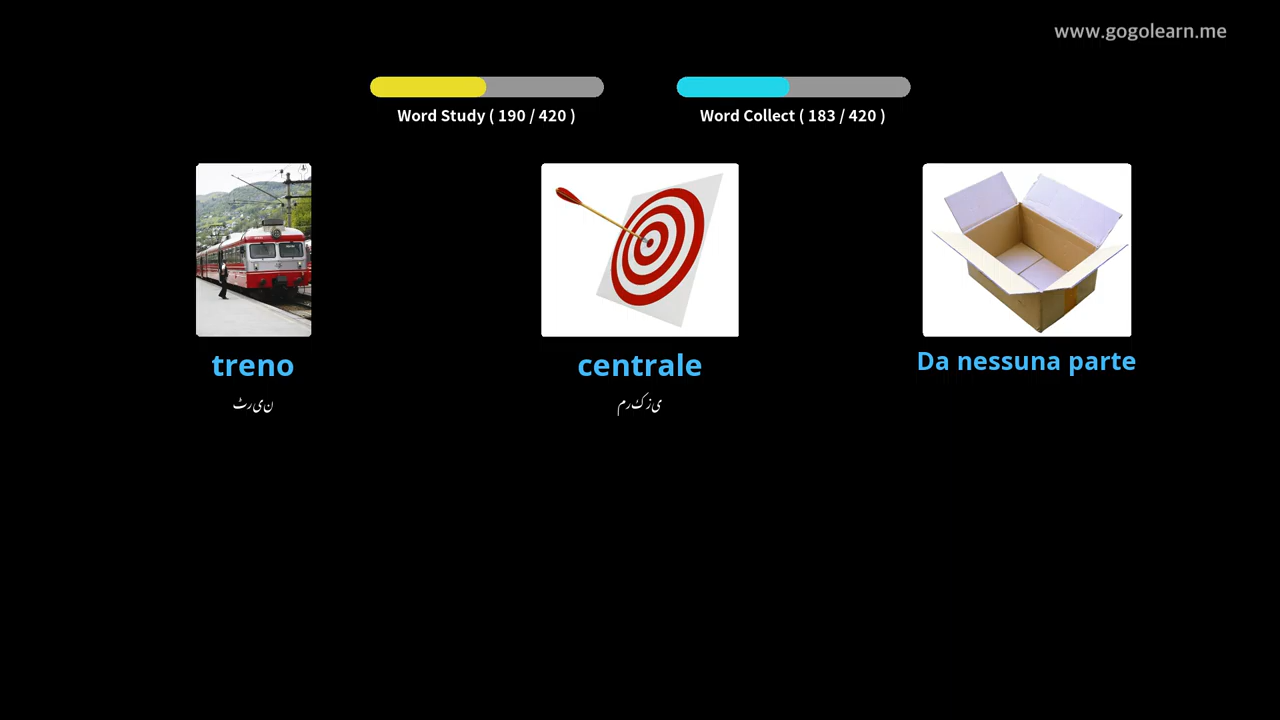 www.gogolearn.me
Word Study ( 190 / 420 )
Word Collect ( 183 / 420 )
treno
ٹرین
centrale
مرکزی
Da nessuna parte